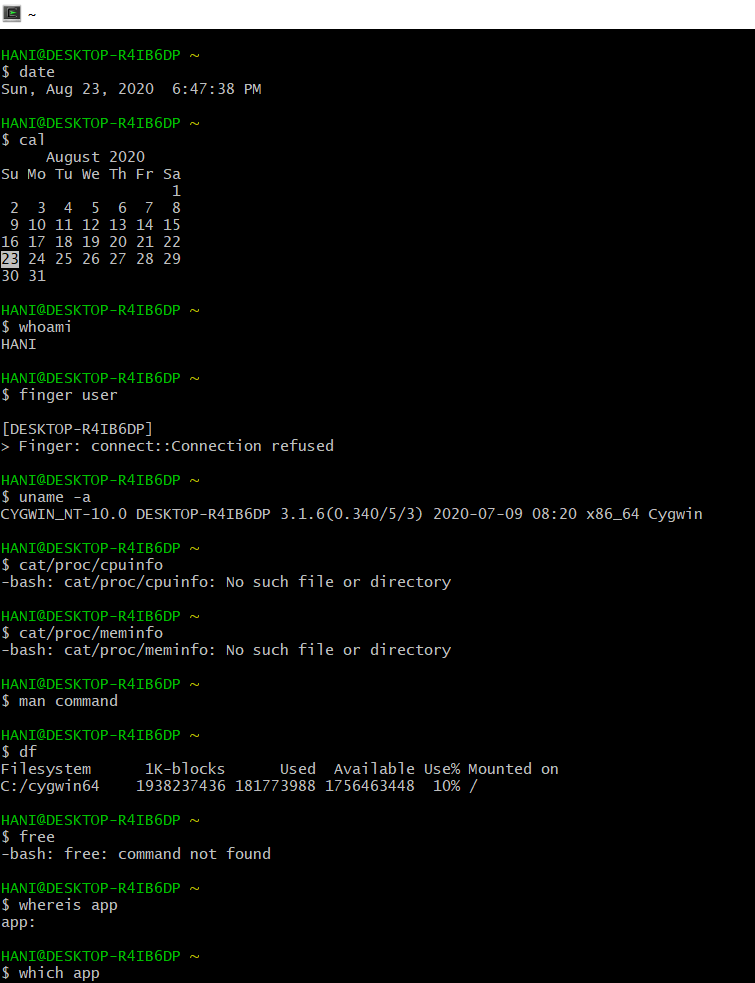 ~
HANI@DESKTOP-R4IB6DP ~
$ date
Sun, Aug 23, 2020  6:47:38 PM
HANI@DESKTOP-R4IB6DP ~
$ cal
     August 2020
Su Mo Tu We Th Fr Sa
                   1
 2  3  4  5  6  7  8
 9 10 11 12 13 14 15
16 17 18 19 20 21 22
23 24 25 26 27 28 29
30 31
HANI@DESKTOP-R4IB6DP ~
$ whoami
HANI
HANI@DESKTOP-R4IB6DP ~
$ finger user
[DESKTOP-R4IB6DP]
> Finger: connect::Connection refused
HANI@DESKTOP-R4IB6DP ~
$ uname -a
CYGWIN_NT-10.0 DESKTOP-R4IB6DP 3.1.6(0.340/5/3) 2020-07-09 08:20 x86_64 Cygwin
HANI@DESKTOP-R4IB6DP ~
$ cat/proc/cpuinfo
-bash: cat/proc/cpuinfo: No such file or directory
HANI@DESKTOP-R4IB6DP ~
$ cat/proc/meminfo
-bash: cat/proc/meminfo: No such file or directory
HANI@DESKTOP-R4IB6DP ~
$ man command
HANI@DESKTOP-R4IB6DP ~
$ df
Filesystem      1K-blocks      Used  Available Use% Mounted on
C:/cygwin64    1938237436 181773988 1756463448  10% /
HANI@DESKTOP-R4IB6DP ~
$ free
-bash: free: command not found
HANI@DESKTOP-R4IB6DP ~
$ whereis app
app:
HANI@DESKTOP-R4IB6DP ~
$ which app